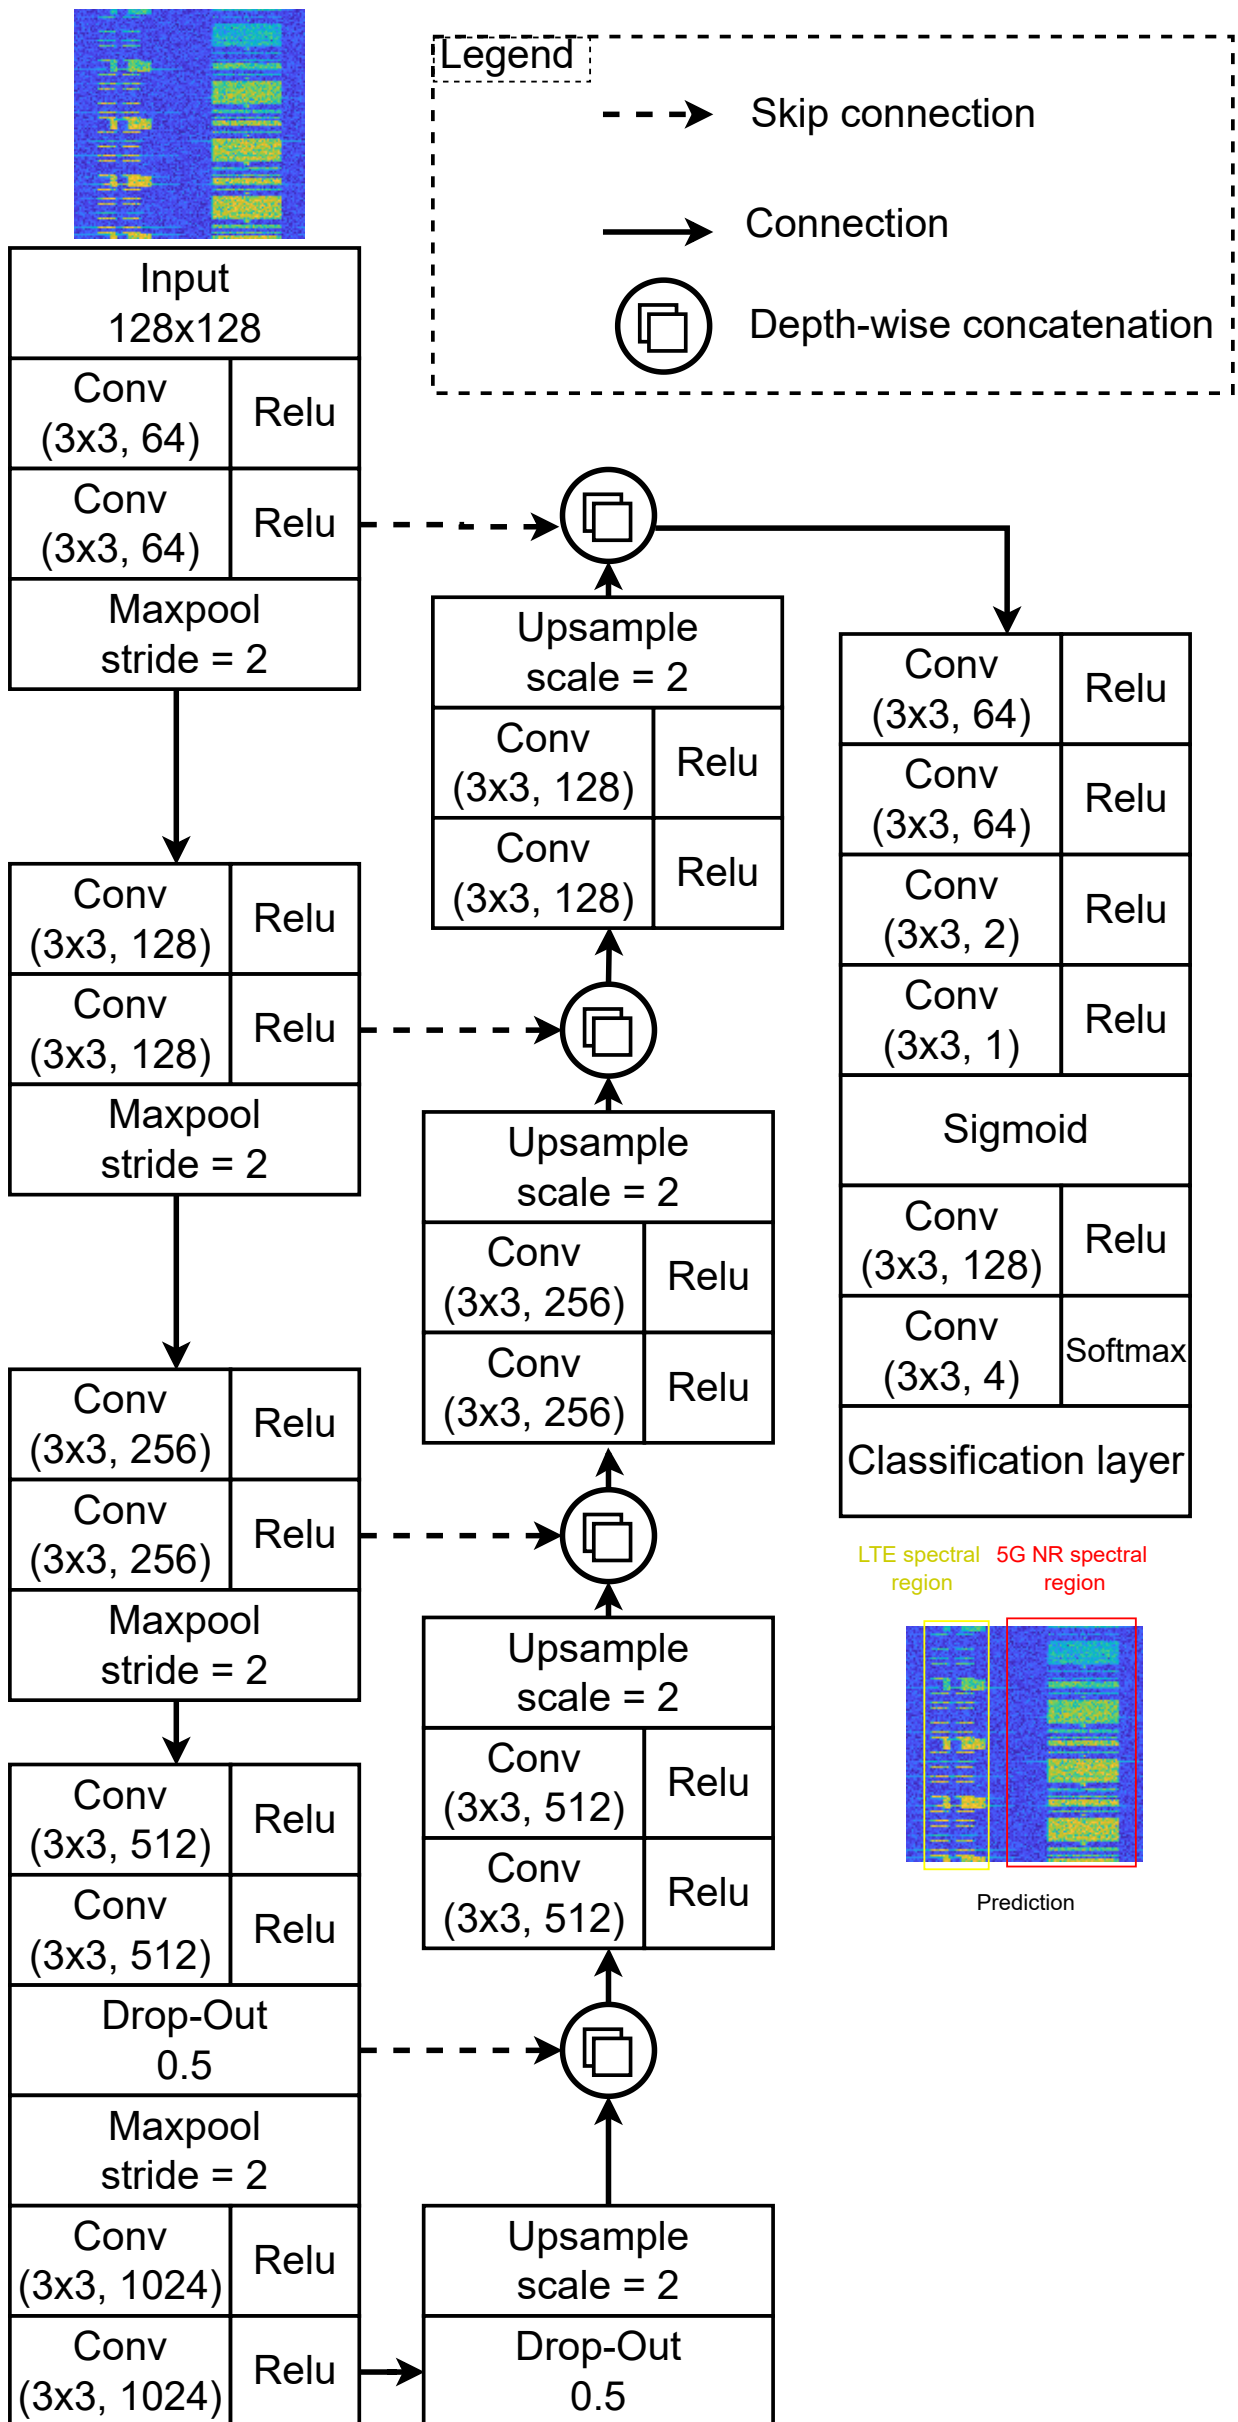 Legend
Skip connection
Connection
Depth-wise concatenation
Input
128x128
Conv
(3x3, 64)
Relu
Conv
(3x3, 64)
Relu
Maxpool
stride = 2
Conv
(3x3, 128)
Relu
Conv
(3x3, 128)
Relu
Maxpool
stride = 2
Conv
(3x3, 256)
Relu
Conv
(3x3, 256)
Relu
Maxpool
stride = 2
Conv
(3x3, 512)
Relu
Conv
(3x3, 512)
Relu
Drop-Out
0.5
Maxpool
stride = 2
Conv
(3x3, 1024)
Relu
Conv
(3x3, 1024)
Relu
Upsample
scale = 2
Conv
(3x3, 128)
Relu
Conv
(3x3, 128)
Relu
Upsample
scale = 2
Conv
(3x3, 256)
Relu
Conv
(3x3, 256)
Relu
Upsample
scale = 2
Conv
(3x3, 512)
Relu
Conv
(3x3, 512)
Relu
Upsample
scale = 2
Drop-Out
0.5
Conv
(3x3, 64)
Relu
Conv
(3x3, 64)
Relu
Conv
(3x3, 2)
Relu
Conv
(3x3, 1)
Relu
Sigmoid
Conv
(3x3, 128)
Relu
Conv
(3x3, 4)
Softmax
Classification layer
LTE spectral
region
5G NR spectral
region
Prediction